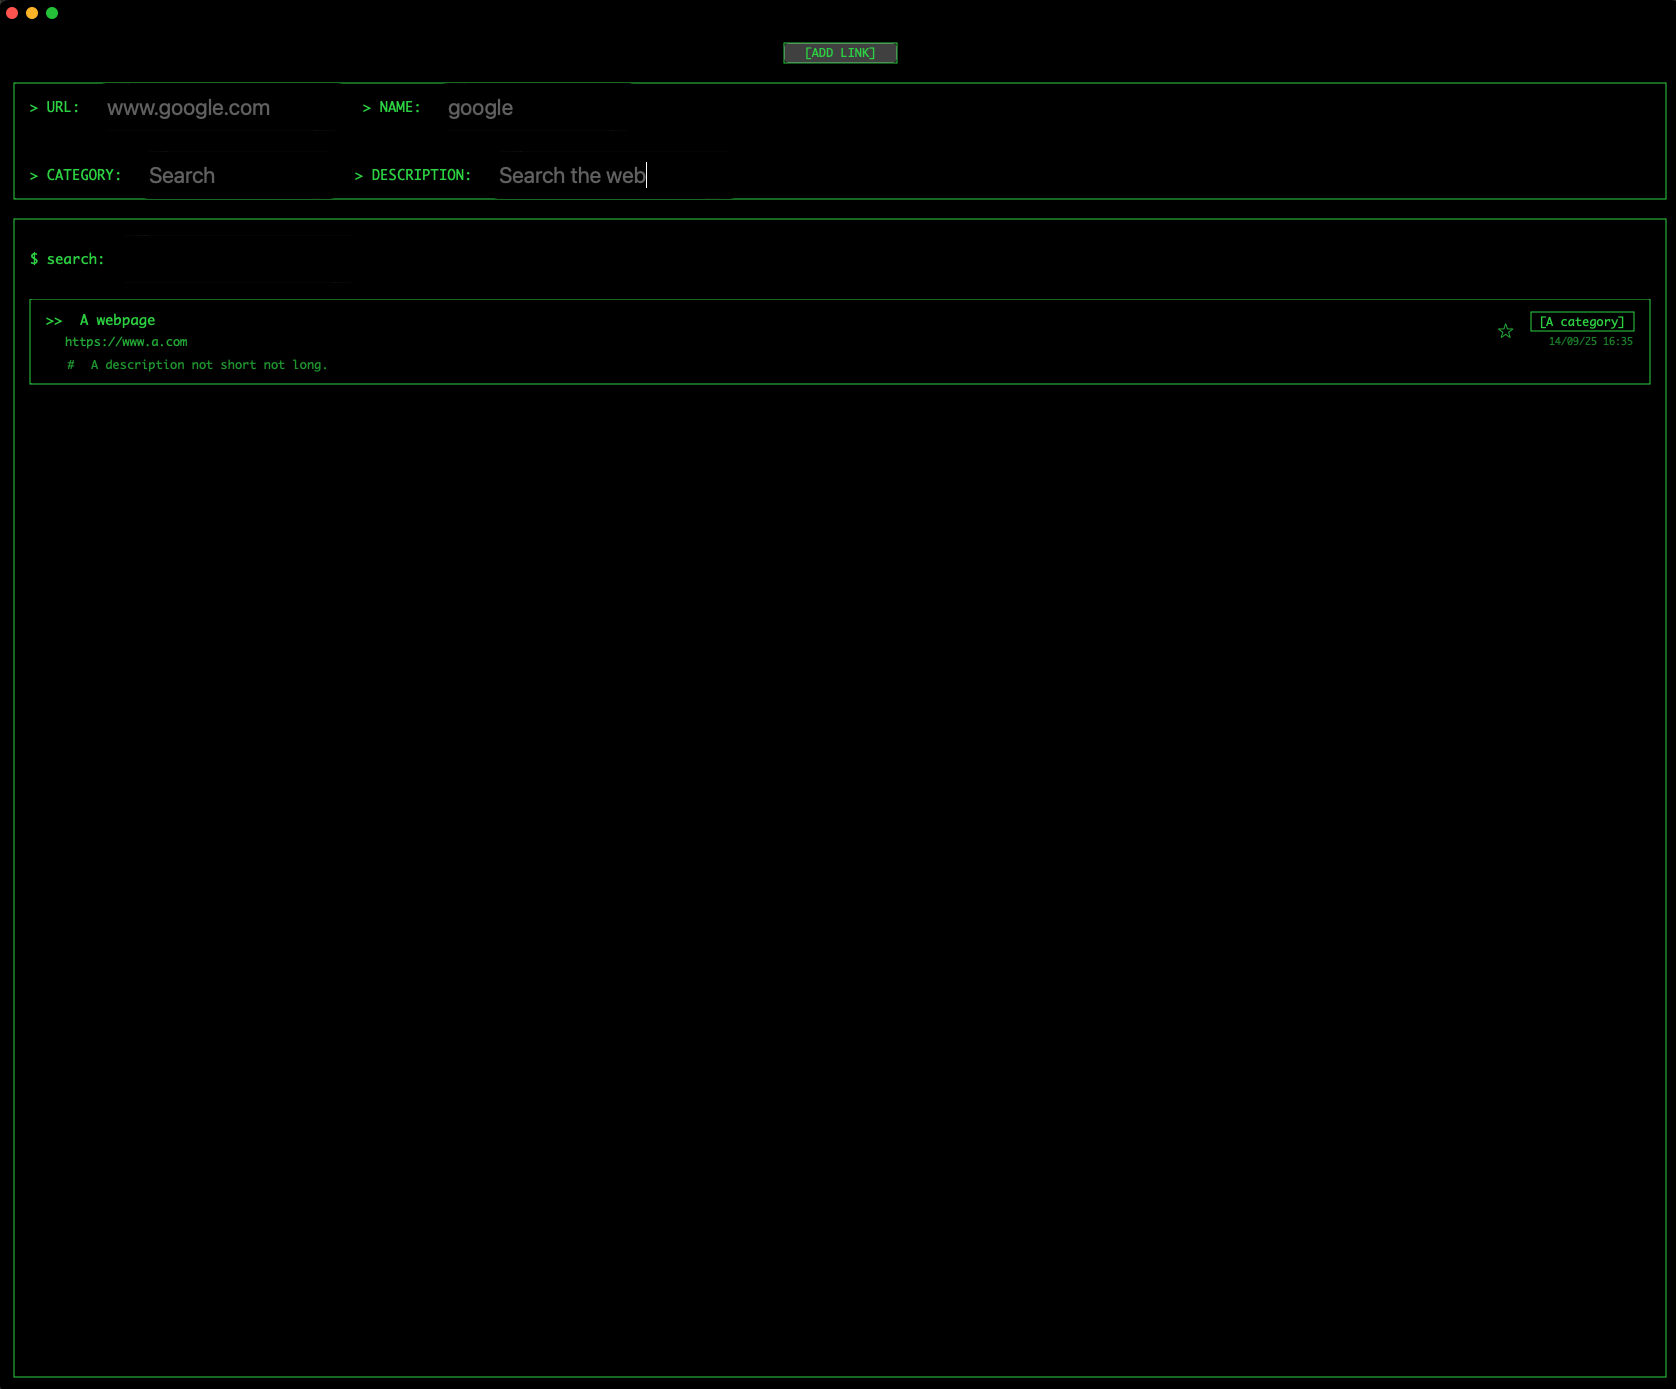 [ADD LINK]
> URL: www.google.com > NAME: google
> CATEGORY: Search > DESCRIPTION: Search the web
$ search:
>> A webpage ☆ [A category]
https://www.a.com 14/09/25 16:35
# A description not short not long.